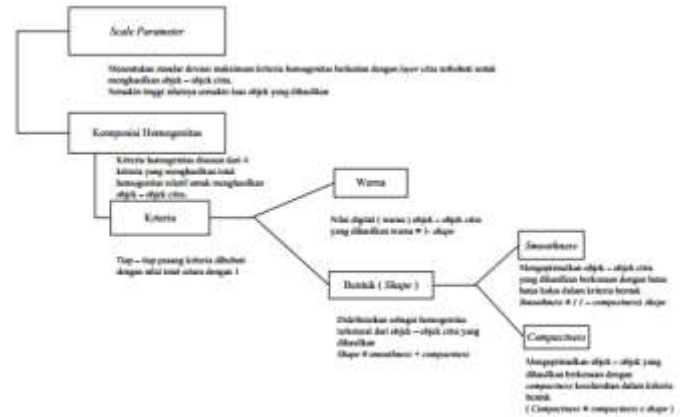 Scale Parameter
Menentukan standar deviasi maksimum kriteria homogenitas berkaitan dengan layer citra terbobot untuk
menghasilkan objek – objek citra.
Semakin tinggi nilainya semakin luas objek yang dihasilkan
Komposisi Homogenitas
Kriteria homogenitas disusun dari 4
kriteria yang menghasilkan total
homogenitas relatif untuk menghasilkan
objek – objek citra.
Kriteria
Tiap – tiap pasang kriteria dibobot
dengan nilai total setara dengan 1
Warna
Nilai digital ( warna ) objek – objek citra
yang dihasilkan warna = 1- shape
Bentuk ( Shape )
Didefinisikan sebagai homogenitas
tekstural dari objek – objek citra yang
dihasilkan
Shape = smoothness + compactness
Smoothness
Mengoptimalkan objek – objek citra
yang dihasilkan berkenaan dengan batas
batas halus dalam kriteria bentuk
Smoothness = ( 1 – compactness) shape
Compactness
Mengoptimalkan objek – objek yang
dihasilkan berkenaan dengan
compactness keseluruhan dalam kriteria
bentuk
( Compactness = compactness x shape )